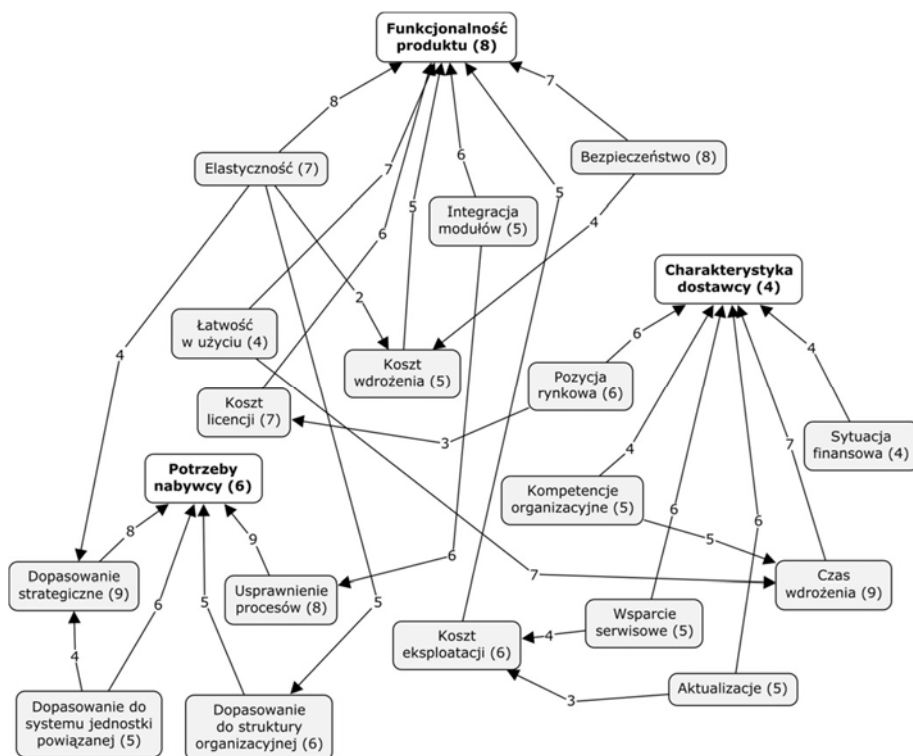 Funkcjonalność
produktu (8)
8
7
Elastyczność (7)
7
6
Bezpieczeństwo (8)
5
6
5
4
Integracja
modułów (5)
Charakterystyka
dostawcy (4)
4
2
Łatwość
w użyciu (4)
Koszt
wdrożenia (5)
6
4
Pozycja
rynkowa (6)
Koszt
licencji (7)
3
4
7
Sytuacja
finansowa (4)
Potrzeby
nabywcy (6)
Kompetencje
organizacyjne (5)
8
9
6
6
5
6
7
Dopasowanie
strategiczne (9)
Usprawnienie
procesów (8)
Czas
wdrożenia (9)
6
5
5
Wsparcie
serwisowe (5)
4
Koszt
eksploatacji (6)
4
3
Aktualizacje (5)
Dopasowanie do
systemu jednostki
powiązanej (5)
Dopasowanie
do struktury
organizacyjnej (6)